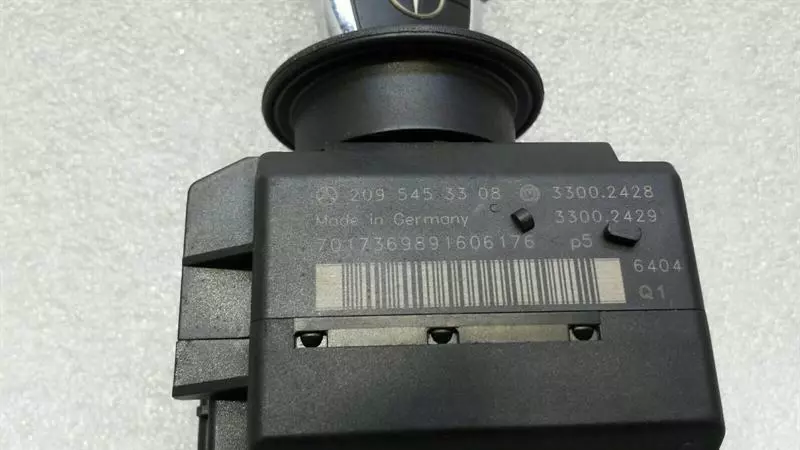 209 545 33 08 3300.2428
Made in Germany 3300.2429
7017369891606176 p5
6404
Q1